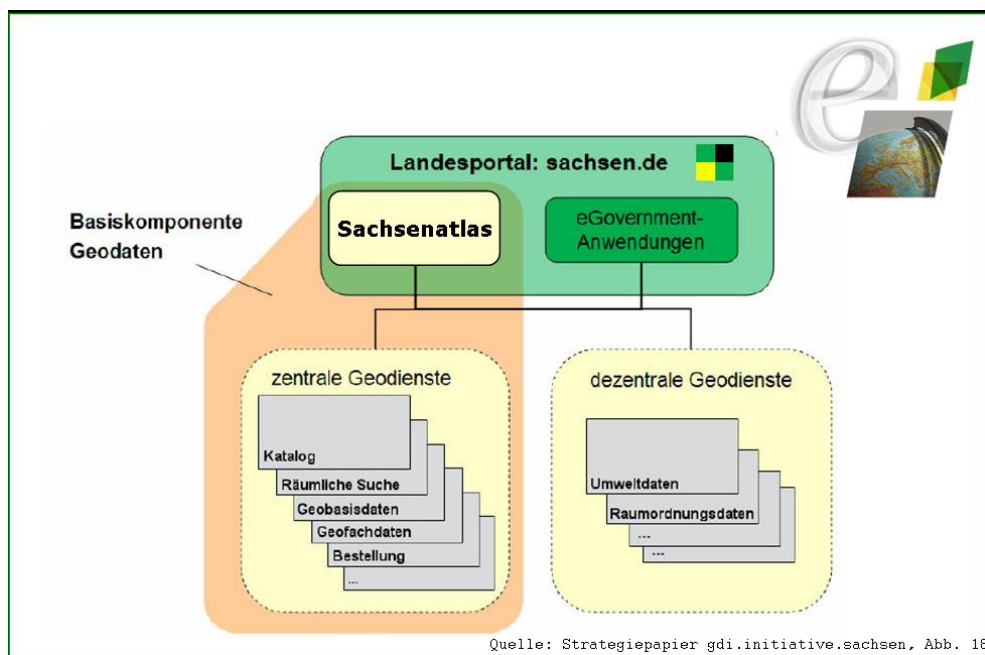 e
Landesportal: sachsen.de
Basiskomponente
Geodaten
Sachsenatlas
eGovernment-
Anwendungen
zentrale Geodienste
Katalog
Räumliche Suche
Geobasisdaten
Geofachdaten
Bestellung
...
dezentrale Geodienste
Umweltdaten
Raumordnungsdaten
...
...
Quelle: Strategiepapier gdi.initiative.sachsen, Abb. 18